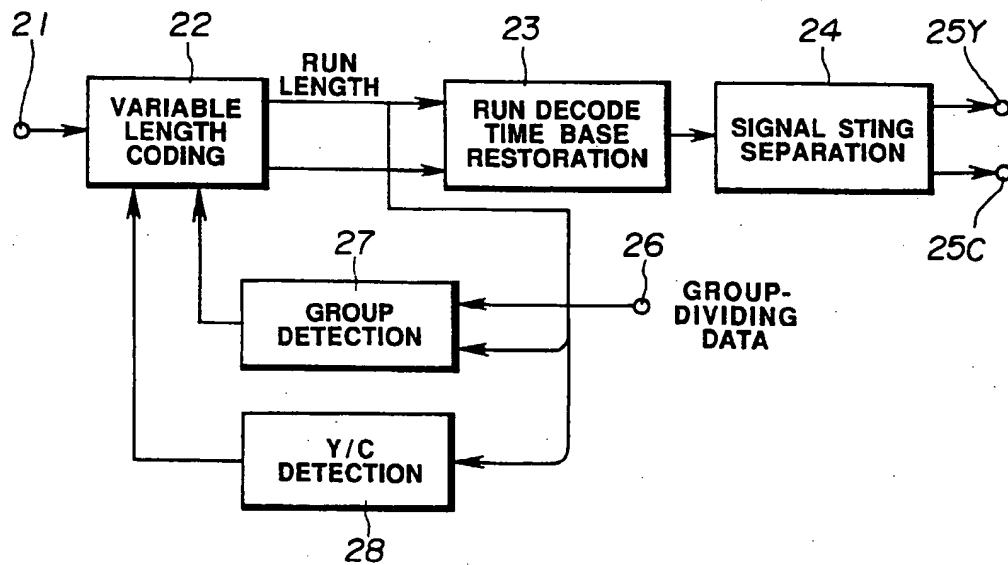 21
22
23
24
25Y
RUN
LENGTH
VARIABLE
LENGTH
CODING
RUN DECODE
TIME BASE
RESTORATION
SIGNAL STING
SEPARATION
25C
27
26
GROUP
DETECTION
GROUP-
DIVIDING
DATA
Y/C
DETECTION
28